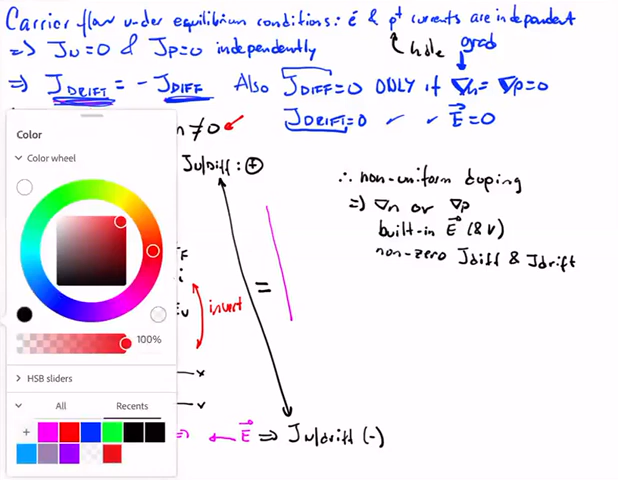 Carrier flow under equilibrium conditions: e⁻ & p⁺ currents are independent
⇒ JN=0 & JP=0 independently
hole
grad
⇒ JDRIFT = - JDIFF Also JDIFF=0 ONLY if ∇n = ∇p=0
n ≠ 0
JDRIFT=0 ✓ ✓ E⃗=0
Color
Color wheel
JN/diff: ⊕
∴ non-uniform doping
⇒ ∇n or ∇p
built-in E⃗ (& V)
non-zero Jdiff & Jdrift
i
=
Ev
invert
100%
HSB sliders
x
All
Recents
+
⇒ ← E⃗ ⇒ JN/drift (-)